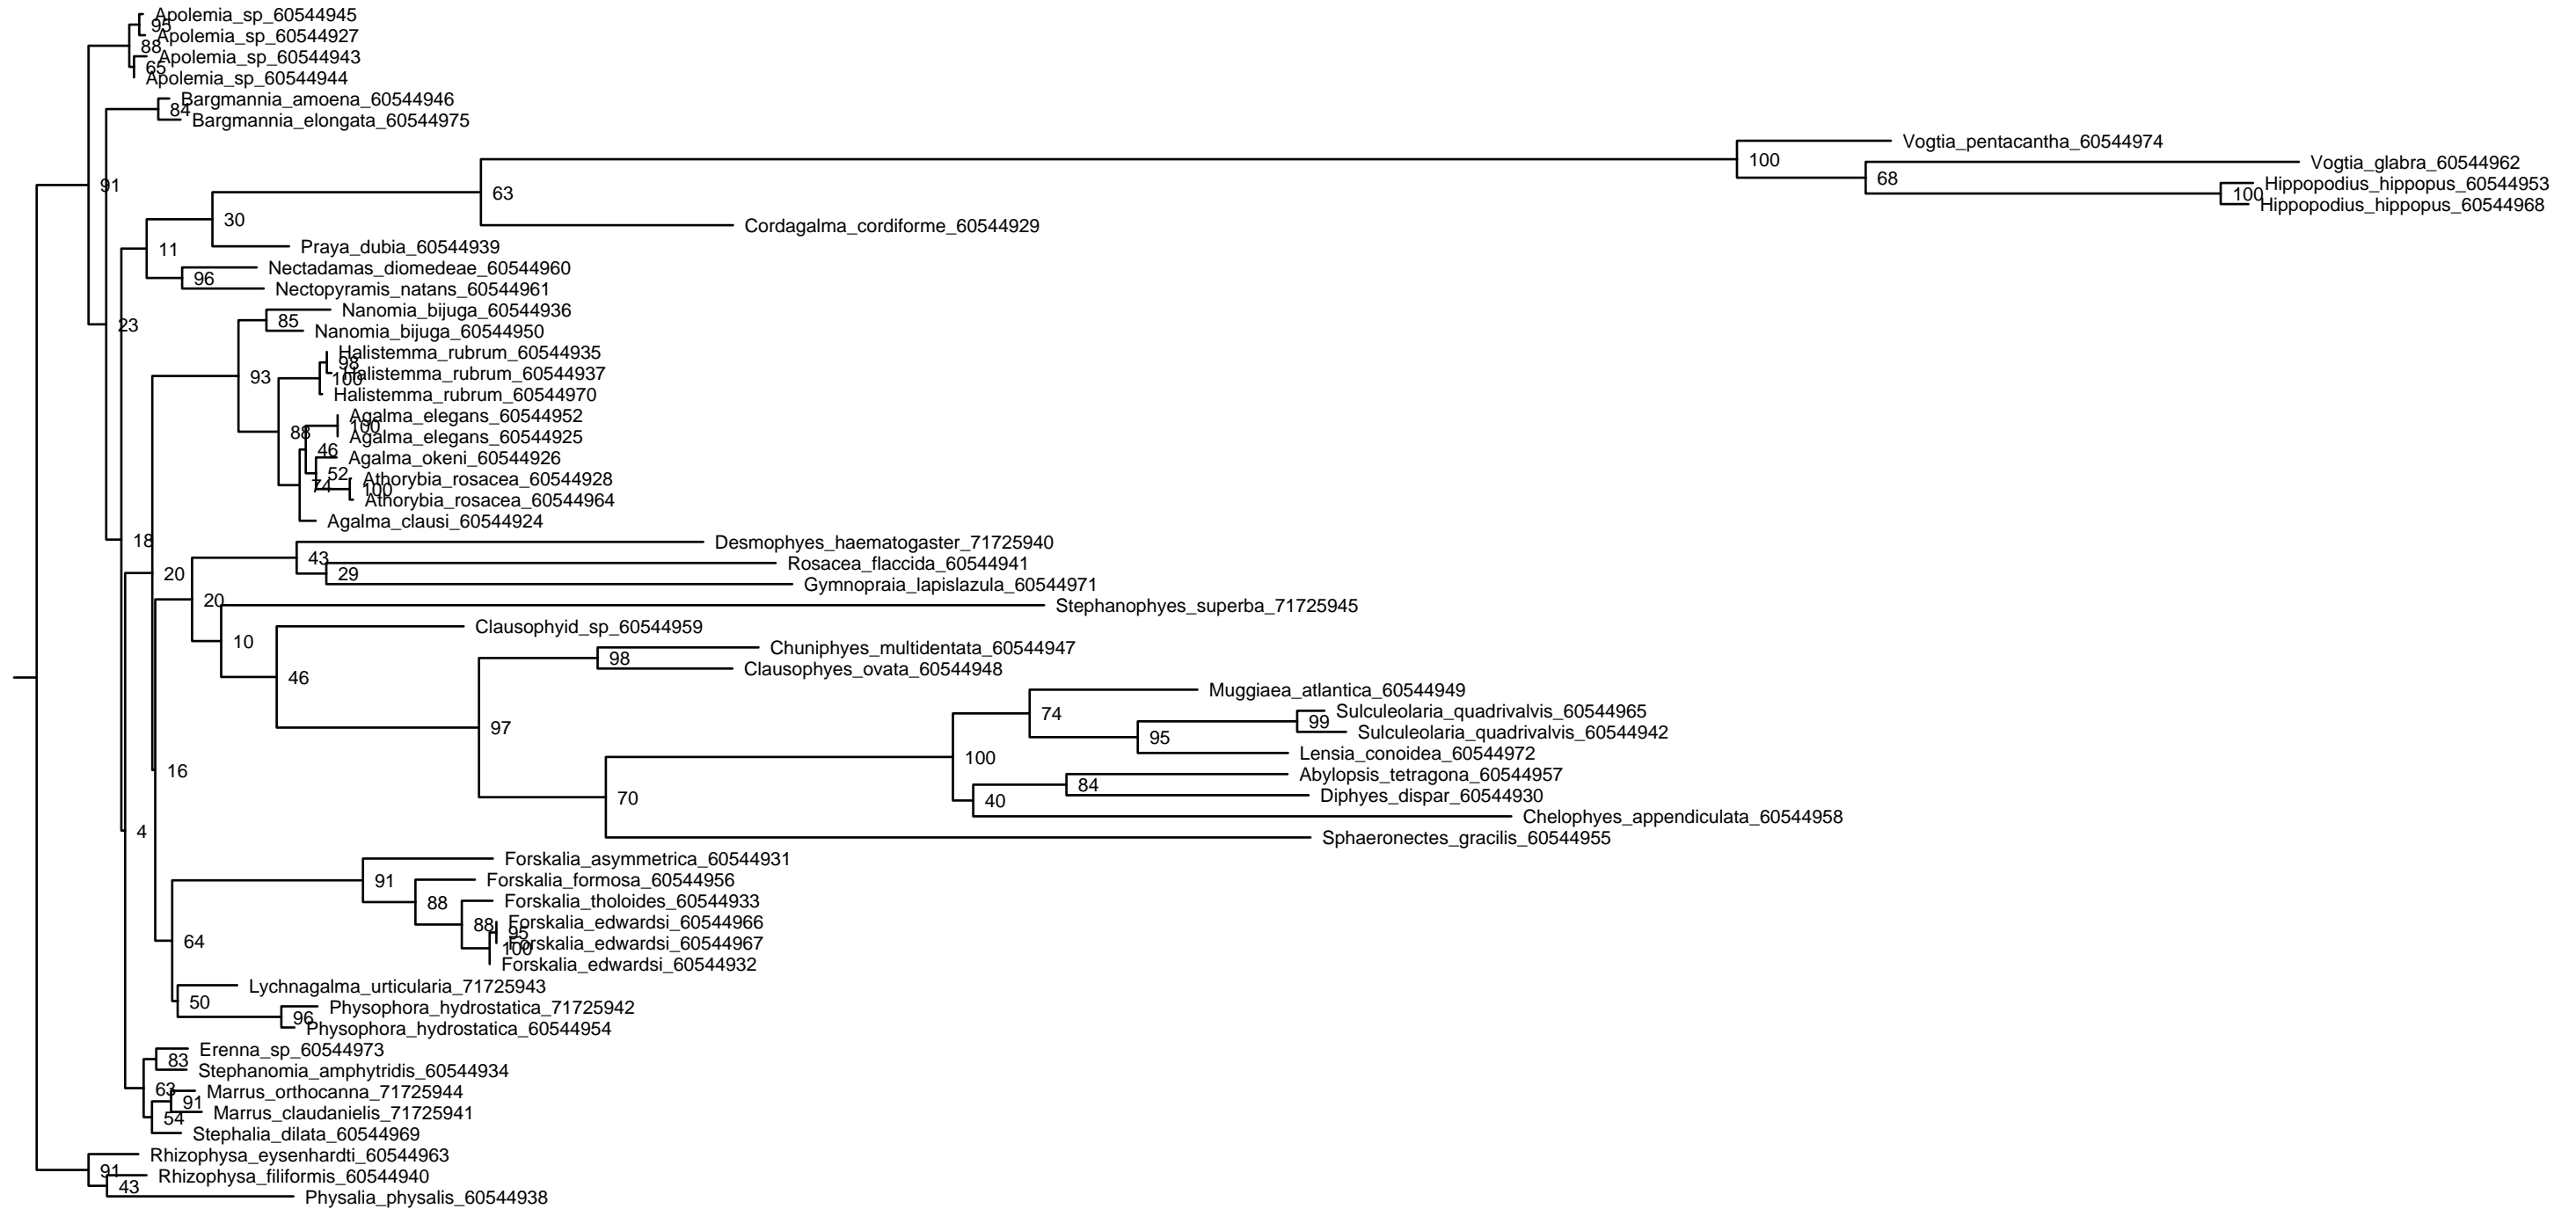 Apolemia_sp_60544945
95
Apolemia_sp_60544927
88
Apolemia_sp_60544943
65
Apolemia_sp_60544944
Bargmannia_amoena_60544946
84
Bargmannia_elongata_60544975
Vogtia_pentacantha_60544974
100
Vogtia_glabra_60544962
68
Hippopodius_hippopus_60544953
91
63
100
Hippopodius_hippopus_60544968
30
Cordagalma_cordiforme_60544929
Praya_dubia_60544939
11
Nectadamas_diomedeae_60544960
96
Nectopyramis_natans_60544961
Nanomia_bijuga_60544936
85
23
Nanomia_bijuga_60544950
Halistemma_rubrum_60544935
98
Halistemma_rubrum_60544937
93
100
Halistemma_rubrum_60544970
Agalma_elegans_60544952
100
88
Agalma_elegans_60544925
46
Agalma_okeni_60544926
52
Athorybia_rosacea_60544928
74
100
Athorybia_rosacea_60544964
Agalma_clausi_60544924
18
Desmophyes_haematogaster_71725940
43
Rosacea_flaccida_60544941
20
29
Gymnopraia_lapislazula_60544971
20
Stephanophyes_superba_71725945
Clausophyid_sp_60544959
10
Chuniphyes_multidentata_60544947
98
Clausophyes_ovata_60544948
46
Muggiaea_atlantica_60544949
74
Sulculeolaria_quadrivalvis_60544965
99
97
Sulculeolaria_quadrivalvis_60544942
95
Lensia_conoidea_60544972
100
16
Abylopsis_tetragona_60544957
84
70
Diphyes_dispar_60544930
40
Chelophyes_appendiculata_60544958
4
Sphaeronectes_gracilis_60544955
Forskalia_asymmetrica_60544931
91
Forskalia_formosa_60544956
88
Forskalia_tholoides_60544933
88
Forskalia_edwardsi_60544966
95
64
Forskalia_edwardsi_60544967
100
Forskalia_edwardsi_60544932
Lychnagalma_urticularia_71725943
50
Physophora_hydrostatica_71725942
96
Physophora_hydrostatica_60544954
Erenna_sp_60544973
83
Stephanomia_amphytridis_60544934
63
Marrus_orthocanna_71725944
91
Marrus_claudanielis_71725941
54
Stephalia_dilata_60544969
Rhizophysa_eysenhardti_60544963
91
Rhizophysa_filiformis_60544940
43
Physalia_physalis_60544938